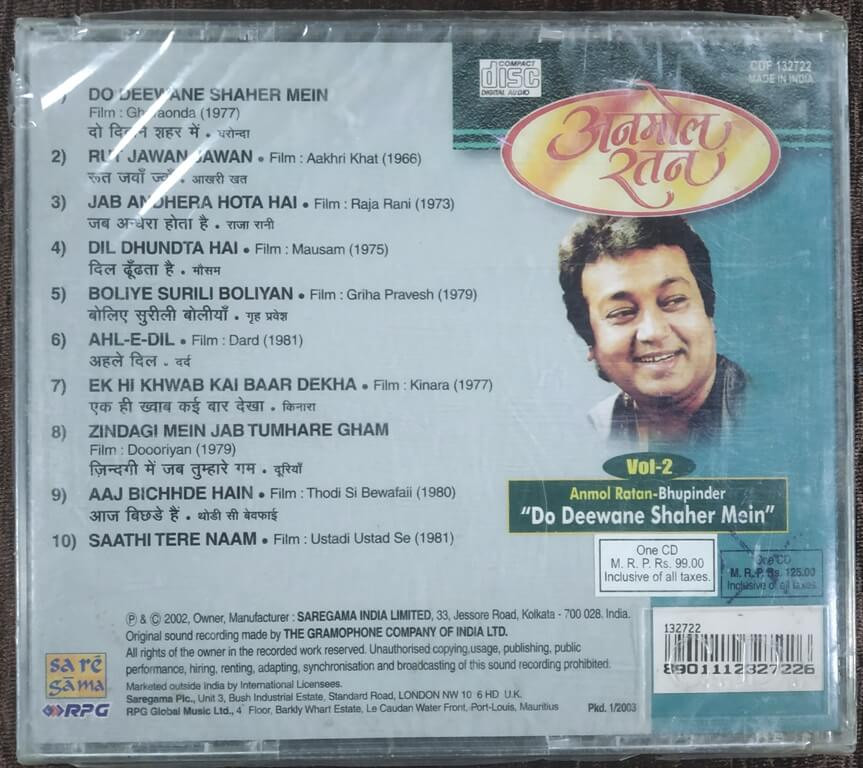 1) DO DEEWANE SHAHER MEIN
Film : Gharaonda (1977)
दो दिवाने शहर में • घरोन्दा
2) RUT JAWAN JAWAN • Film : Aakhri Khat (1966)
रूत जवाँ जवाँ • आखरी खत
3) JAB ANDHERA HOTA HAI • Film : Raja Rani (1973)
जब अन्धेरा होता है • राजा रानी
4) DIL DHUNDTA HAI • Film : Mausam (1975)
दिल ढूँढता है • मौसम
5) BOLIYE SURILI BOLIYAN • Film : Griha Pravesh (1979)
बोलिए सुरीली बोलीयाँ • गृह प्रवेश
6) AHL-E-DIL • Film : Dard (1981)
अहले दिल • दर्द
7) EK HI KHWAB KAI BAAR DEKHA • Film : Kinara (1977)
एक ही ख्वाब कई बार देखा • किनारा
8) ZINDAGI MEIN JAB TUMHARE GHAM
Film : Doooriyan (1979)
ज़िन्दगी में जब तुम्हारे गम • दूरियाँ
9) AAJ BICHHDE HAIN • Film : Thodi Si Bewafaii (1980)
आज बिछडे हैं • थोडी सी बेवफाई
10) SAATHI TERE NAAM • Film : Ustadi Ustad Se (1981)
COMPACT
disc
DIGITAL AUDIO
CDF 132722
MADE IN INDIA
अनमोल
रतन
Vol-2
Anmol Ratan-Bhupinder
"Do Deewane Shaher Mein"
One CD
M. R. P. Rs. 99.00
Inclusive of all taxes.
One CD
M. R. P. Rs. 125.00
Inclusive of all taxes
℗ & © 2002, Owner, Manufacturer : SAREGAMA INDIA LIMITED, 33, Jessore Road, Kolkata - 700 028. India.
Original sound recording made by THE GRAMOPHONE COMPANY OF INDIA LTD.
All rights of the owner in the recorded work reserved. Unauthorised copying,usage, publishing, public
performance, hiring, renting, adapting, synchronisation and broadcasting of this sound recording prohibited.
Marketed outside India by International Licensees.
Saregama Plc., Unit 3, Bush Industrial Estate, Standard Road, LONDON NW 10 6 HD U.K.
RPG Global Music Ltd., 4 Floor, Barkly Whart Estate, Le Caudan Water Front, Port-Louis, Mauritius
Pkd. 1/2003
sa rē
gā ma
RPG
132722
8901112327226